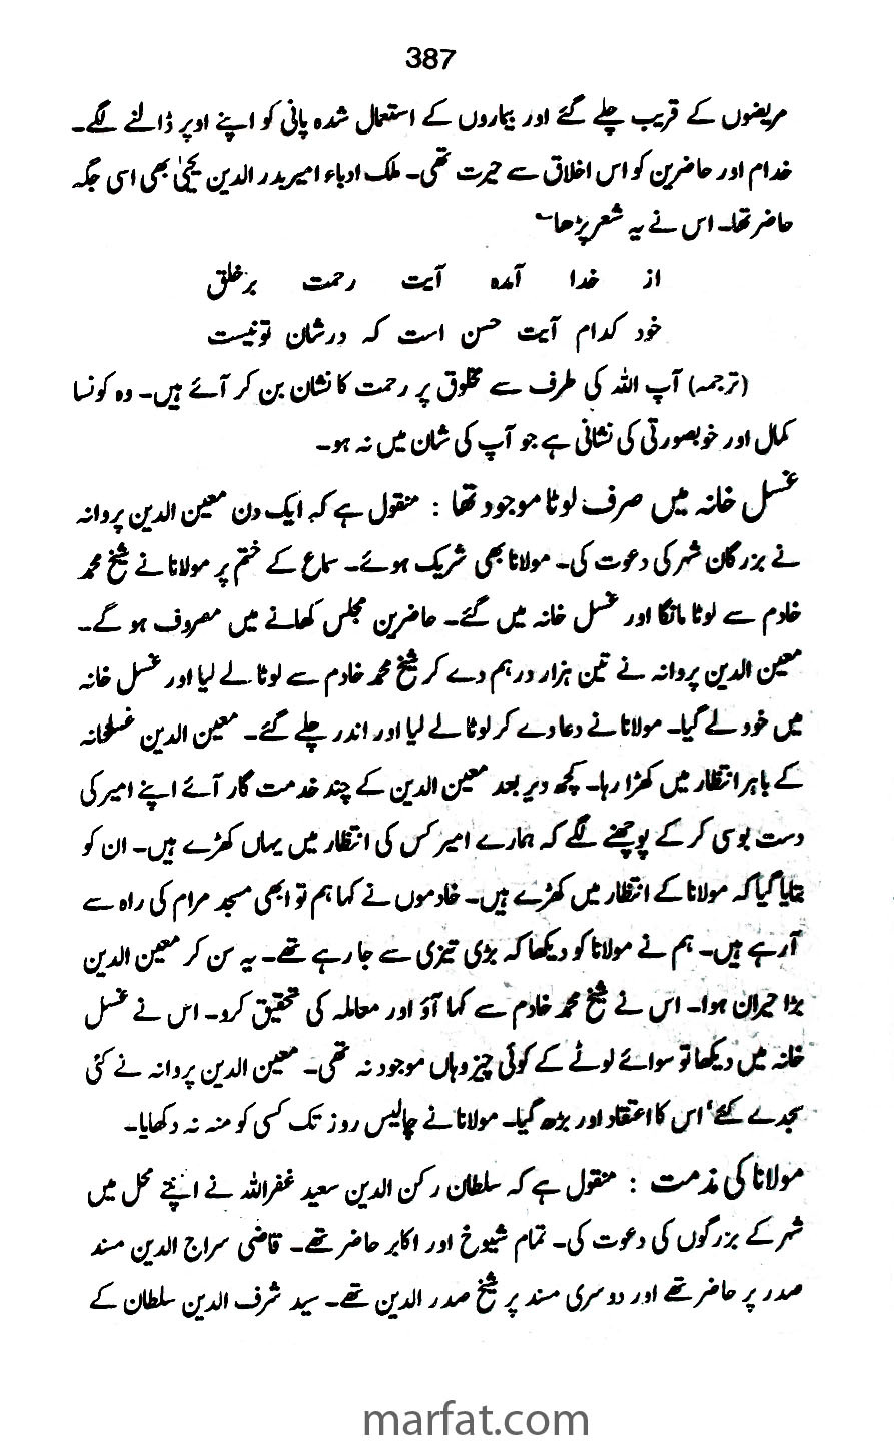 387
مریضوں کے قریب چلے گئے اور بیماروں کے استعمال شدہ پانی کو اپنے اوپر ڈالنے لگے۔
خدام اور حاضرین کو اس اخلاق سے حیرت تھی۔ ملک ادباء امیر بدر الدین یحییٰ بھی اسی جگہ
حاضر تھا۔ اس نے یہ شعر پڑھا؎
از خدا آمدہ آیت رحمت بر خلق
خود کدام آیت حسن است کہ در شان تو نیست
(ترجمہ) آپ اللہ کی طرف سے مخلوق پر رحمت کا نشان بن کر آئے ہیں۔ وہ کونسا
کمال اور خوبصورتی کی نشانی ہے جو آپ کی شان میں نہ ہو۔
غسل خانہ میں صرف لوٹا موجود تھا : منقول ہے کہ ایک دن معین الدین پروانہ
نے بزرگان شہر کی دعوت کی۔ مولانا بھی شریک ہوئے۔ سماع کے ختم پر مولانا نے شیخ محمد
خادم سے لوٹا مانگا اور غسل خانہ میں گئے۔ حاضرین مجلس کھانے میں مصروف ہو گے۔
معین الدین پروانہ نے تین ہزار درہم دے کر شیخ محمد خادم سے لوٹا لے لیا اور غسل خانہ
میں خود لے گیا۔ مولانا نے دعا دے کر لوٹا لے لیا اور اندر چلے گئے۔ معین الدین غسلخانہ
کے باہر انتظار میں کھڑا رہا۔ کچھ دیر بعد معین الدین کے چند خدمت گار آئے اپنے امیر کی
دست بوسی کر کے پوچھنے لگے کہ ہمارے امیر کس کی انتظار میں یہاں کھڑے ہیں۔ ان کو
بتایا گیا کہ مولانا کے انتظار میں کھڑے ہیں۔ خادموں نے کہا ہم تو ابھی مسجد مرام کی راہ سے
آ رہے ہیں۔ ہم نے مولانا کو دیکھا کہ بڑی تیزی سے جا رہے تھے۔ یہ سن کر معین الدین
بڑا حیران ہوا۔ اس نے شیخ محمد خادم سے کہا آؤ اور معاملہ کی تحقیق کرو۔ اس نے غسل
خانہ میں دیکھا تو سوائے لوٹے کے کوئی چیز وہاں موجود نہ تھی۔ معین الدین پروانہ نے کئی
سجدے کئے‘ اس کا اعتقاد اور بڑھ گیا۔ مولانا نے چالیس روز تک کسی کو منہ نہ دکھایا۔
مولانا کی مذمت : منقول ہے کہ سلطان رکن الدین سعید غفراللہ نے اپنے محل میں
شہر کے بزرگوں کی دعوت کی۔ تمام شیوخ اور اکابر حاضر تھے۔ قاضی سراج الدین مسند
صدر پر حاضر تھے اور دوسری مسند پر شیخ صدر الدین تھے۔ سید شرف الدین سلطان کے
marfat.com